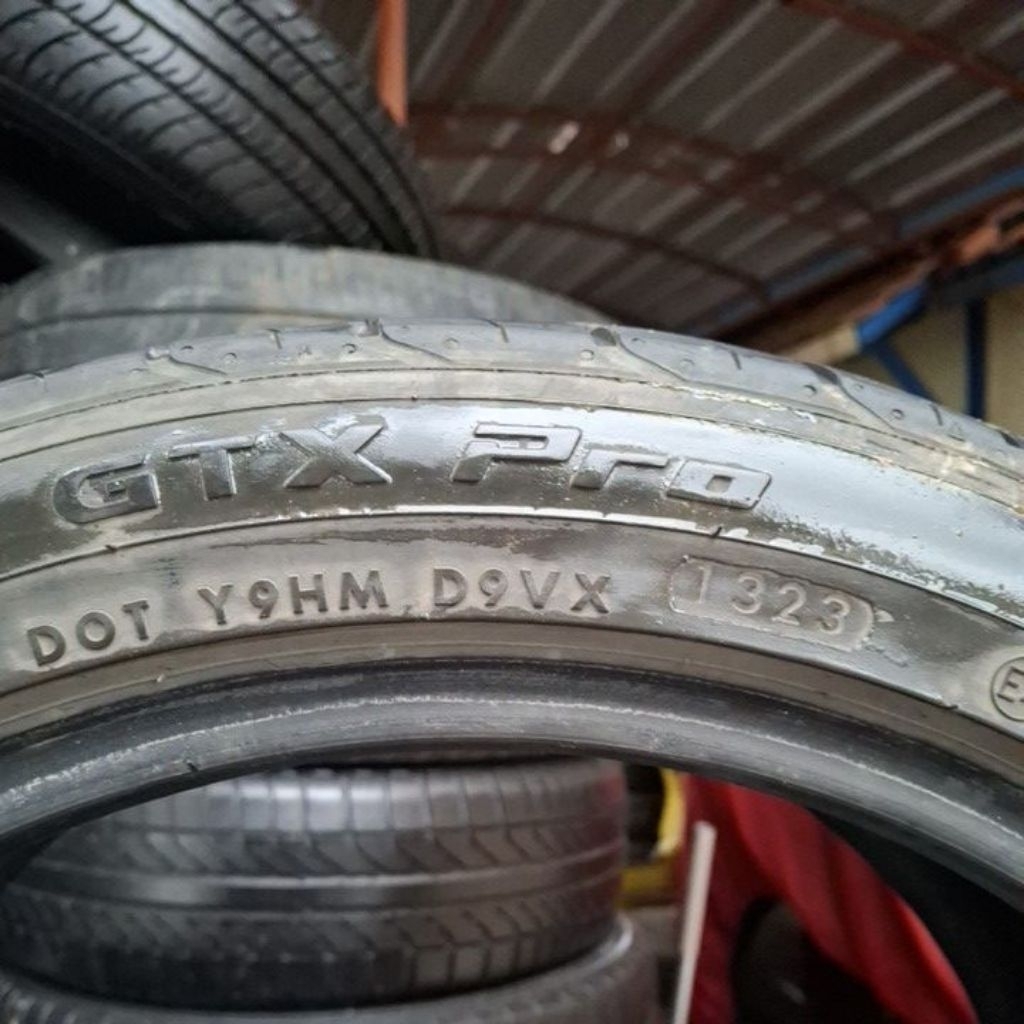 GTX Pro
DOT Y9HM D9VX 1323